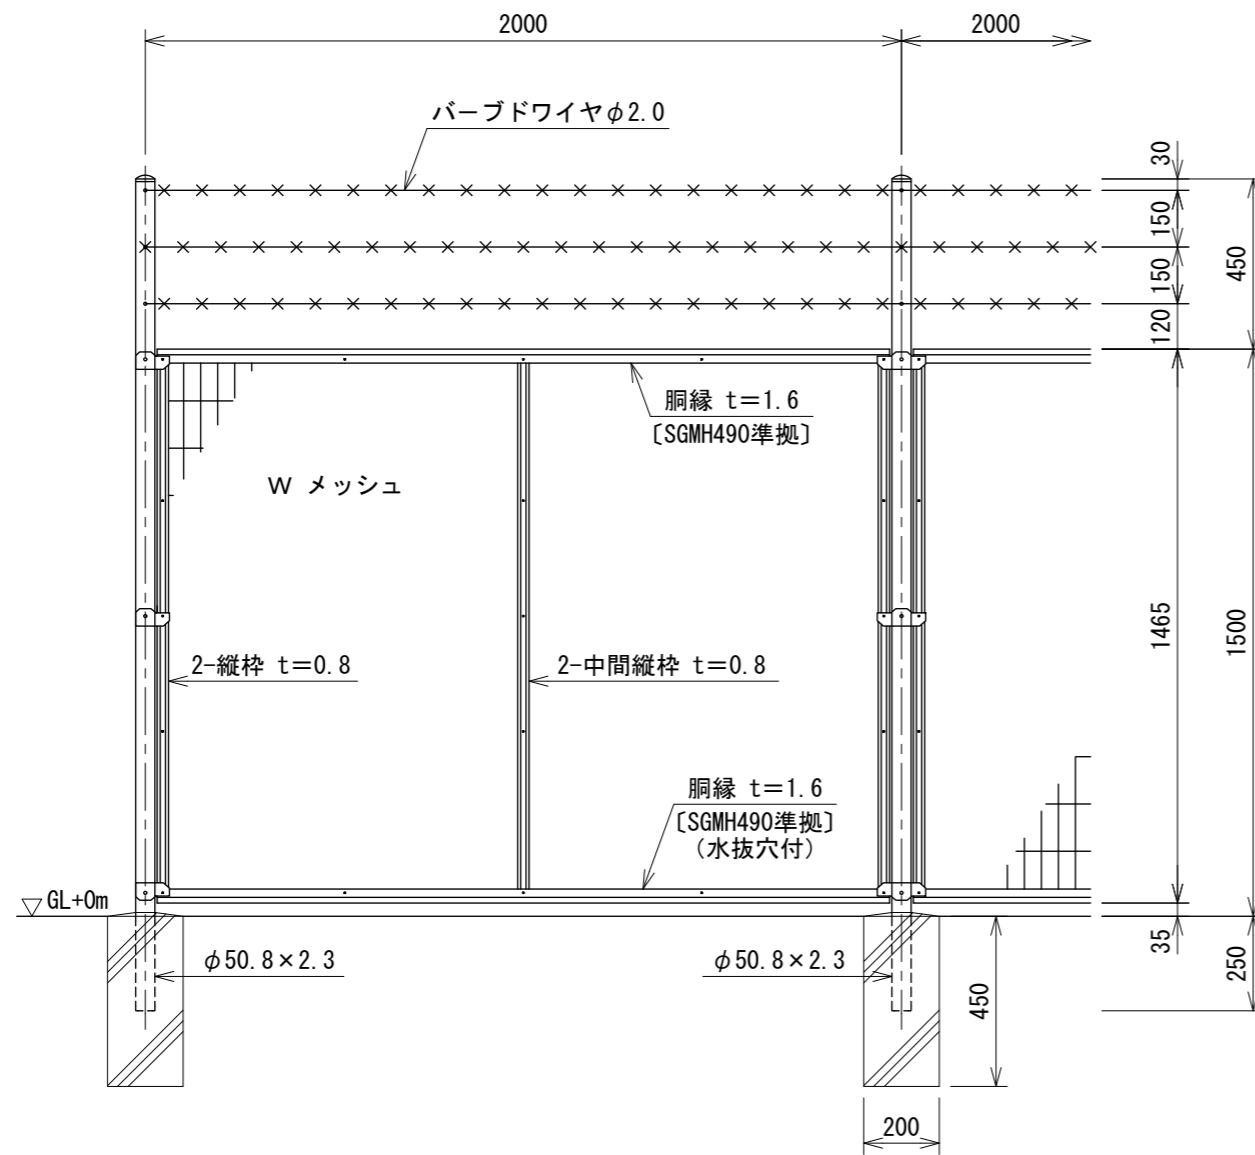 2000
2000
バーブドワイヤφ2.0
30
150
150
120
450
胴縁 t=1.6
〔SGMH490準拠〕
W メッシュ
1465
1500
2-縦枠 t=0.8
2-中間縦枠 t=0.8
胴縁 t=1.6
〔SGMH490準拠〕
(水抜穴付)
GL+0m
φ50.8×2.3
φ50.8×2.3
35
250
450
200